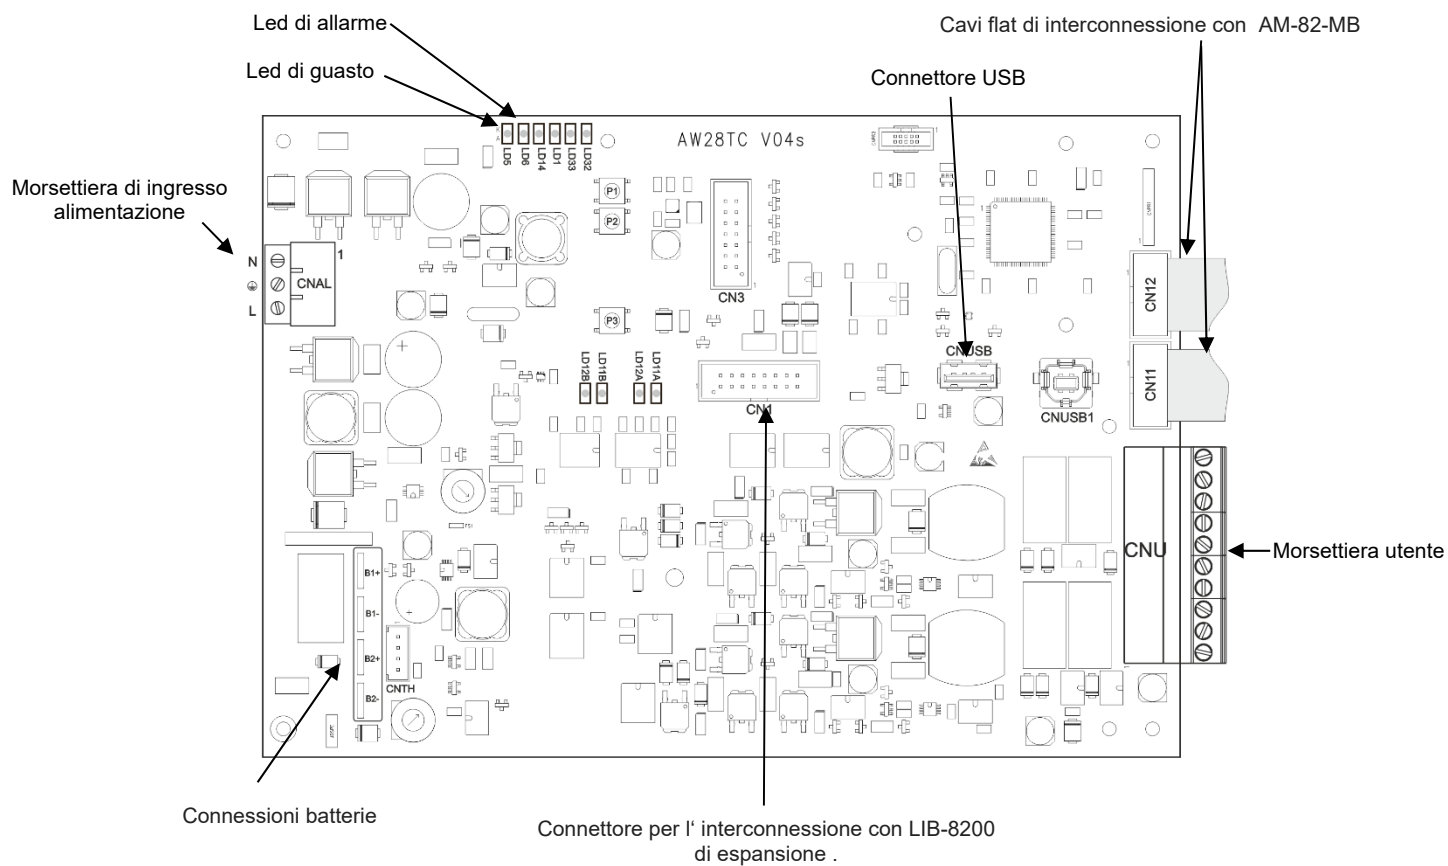 Led di allarme
Cavi flat di interconnessione con AM-82-MB
Led di guasto
Connettore USB
Morsettiera di ingresso
alimentazione
LD5
LD6
LD14
LD1
LD33
LD32
AW28TC V04s
P1
P2
N
L
1
CNAL
CN3
CN12
P3
CNUSB
LD12B
LD11B
LD12A
LD11A
CN1
CNUSB1
CN11
CNU
Morsettiera utente
B1+
B1-
B2+
B2-
CNTH
Connessioni batterie
Connettore per l‘ interconnessione con LIB-8200
di espansione .